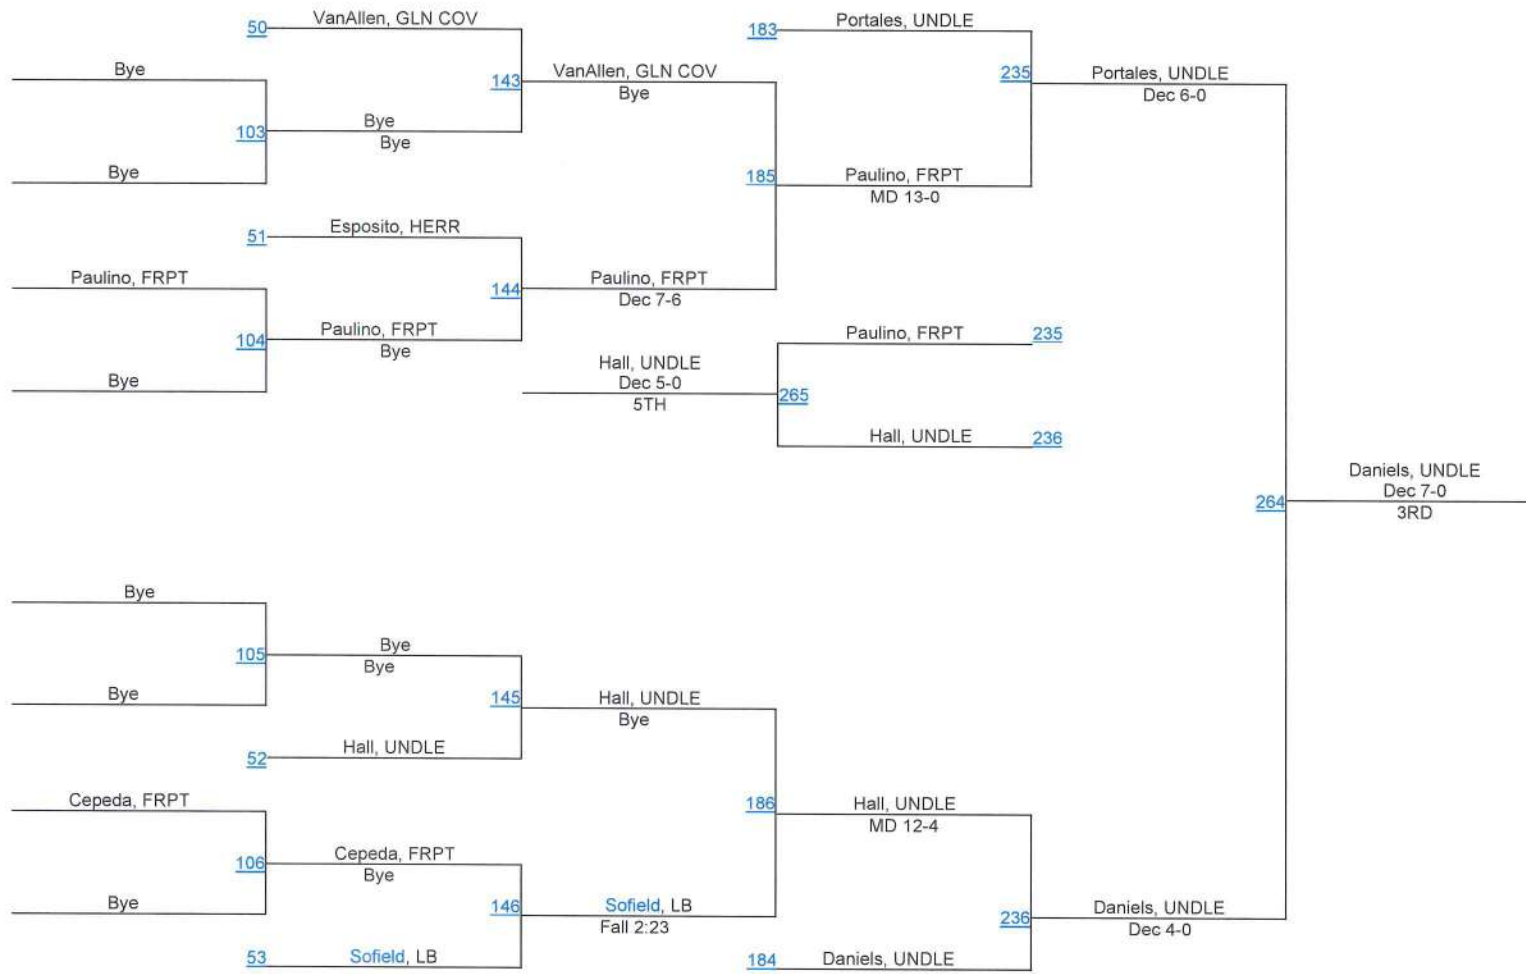 VanAllen, GLN COV
50
Portales, UNDLE
183
Bye
143
VanAllen, GLN COV
Bye
235
Portales, UNDLE
Dec 6-0
103
Bye
Bye
Bye
185
Paulino, FRPT
MD 13-0
51
Esposito, HERR
Paulino, FRPT
144
Paulino, FRPT
Dec 7-6
104
Paulino, FRPT
Bye
Paulino, FRPT
235
Bye
Hall, UNDLE
Dec 5-0
5TH
265
Hall, UNDLE
236
264
Daniels, UNDLE
Dec 7-0
3RD
Bye
105
Bye
Bye
Bye
145
Hall, UNDLE
Bye
52
Hall, UNDLE
Cepeda, FRPT
186
Hall, UNDLE
MD 12-4
106
Cepeda, FRPT
Bye
Bye
146
Sofield, LB
Fall 2:23
236
Daniels, UNDLE
Dec 4-0
53
Sofield, LB
184
Daniels, UNDLE